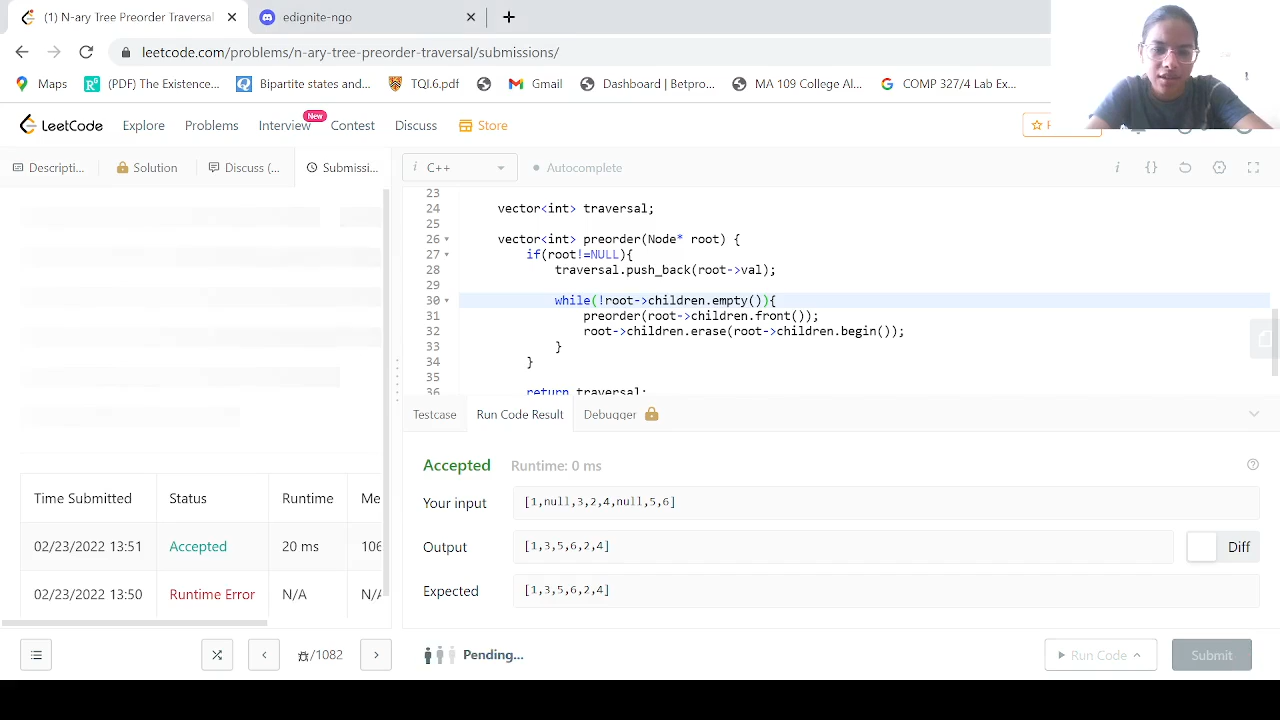 (1) N-ary Tree Preorder Traversal
edignite-ngo
leetcode.com/problems/n-ary-tree-preorder-traversal/submissions/
Maps
(PDF) The Existence...
Bipartite states and...
TQI.6.pdf
Gmail
Dashboard | Betpro...
MA 109 College Al...
COMP 327/4 Lab Ex...
LeetCode
Explore
Problems
Interview
New
Contest
Discuss
Store
Descripti...
Solution
Discuss (...
Submissi...
i C++
Autocomplete
23
24 vector<int> traversal;
25
26 vector<int> preorder(Node* root) {
27 if(root!=NULL){
28 traversal.push_back(root->val);
29
30 while(!root->children.empty()){
31 preorder(root->children.front());
32 root->children.erase(root->children.begin());
33 }
34 }
35
36 return traversal;
Testcase
Run Code Result
Debugger
Accepted
Runtime: 0 ms
Your input
[1,null,3,2,4,null,5,6]
Output
[1,3,5,6,2,4]
Diff
Expected
[1,3,5,6,2,4]
Time Submitted Status Runtime Me
02/23/2022 13:51 Accepted 20 ms 106
02/23/2022 13:50 Runtime Error N/A N/A
/1082
Pending...
Run Code
Submit